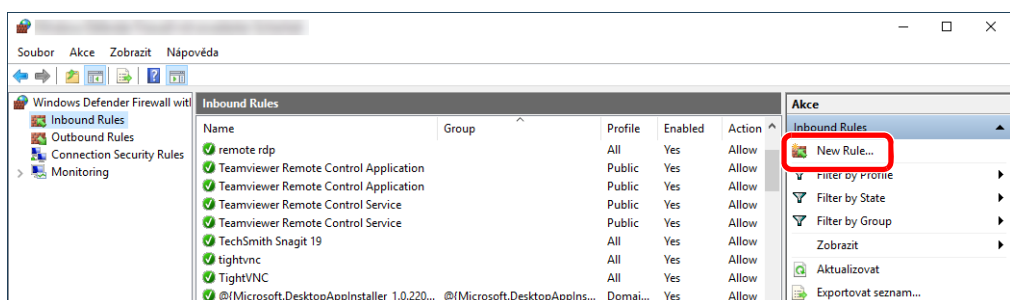 Soubor Akce Zobrazit Nápověda
Windows Defender Firewall witl
Inbound Rules
Outbound Rules
Connection Security Rules
Monitoring
Inbound Rules
Name Group Profile Enabled Action
remote rdp All Yes Allow
Teamviewer Remote Control Application Public Yes Allow
Teamviewer Remote Control Application Public Yes Allow
Teamviewer Remote Control Service Public Yes Allow
Teamviewer Remote Control Service Public Yes Allow
TechSmith Snagit 19 All Yes Allow
tightvnc All Yes Allow
TightVNC All Yes Allow
@{Microsoft.DesktopAppInstaller_1.0.220... @{Microsoft.DesktopAppIns... Domai... Yes Allow
Akce
Inbound Rules
New Rule...
Filter by Profile
Filter by State
Filter by Group
Zobrazit
Aktualizovat
Exportovat seznam...